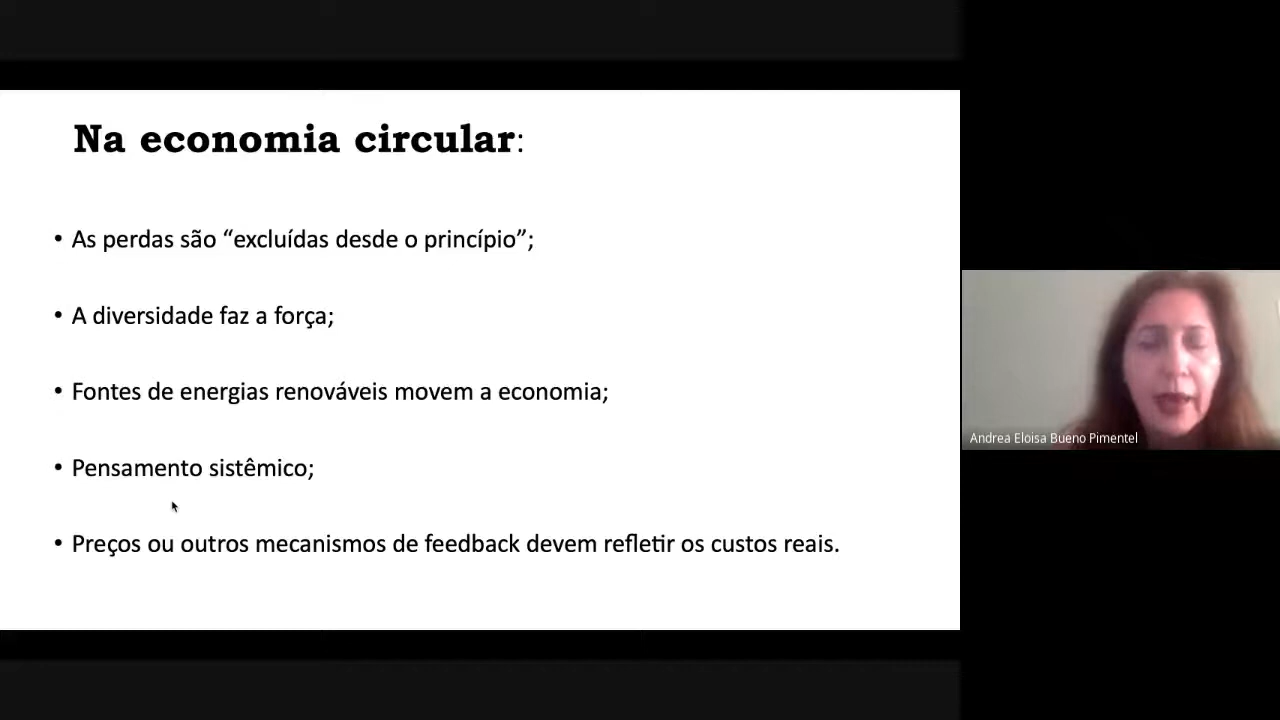 Na economia circular:
• As perdas são “excluídas desde o princípio”;
• A diversidade faz a força;
• Fontes de energias renováveis movem a economia;
• Pensamento sistêmico;
• Preços ou outros mecanismos de feedback devem refletir os custos reais.
Andrea Eloisa Bueno Pimentel